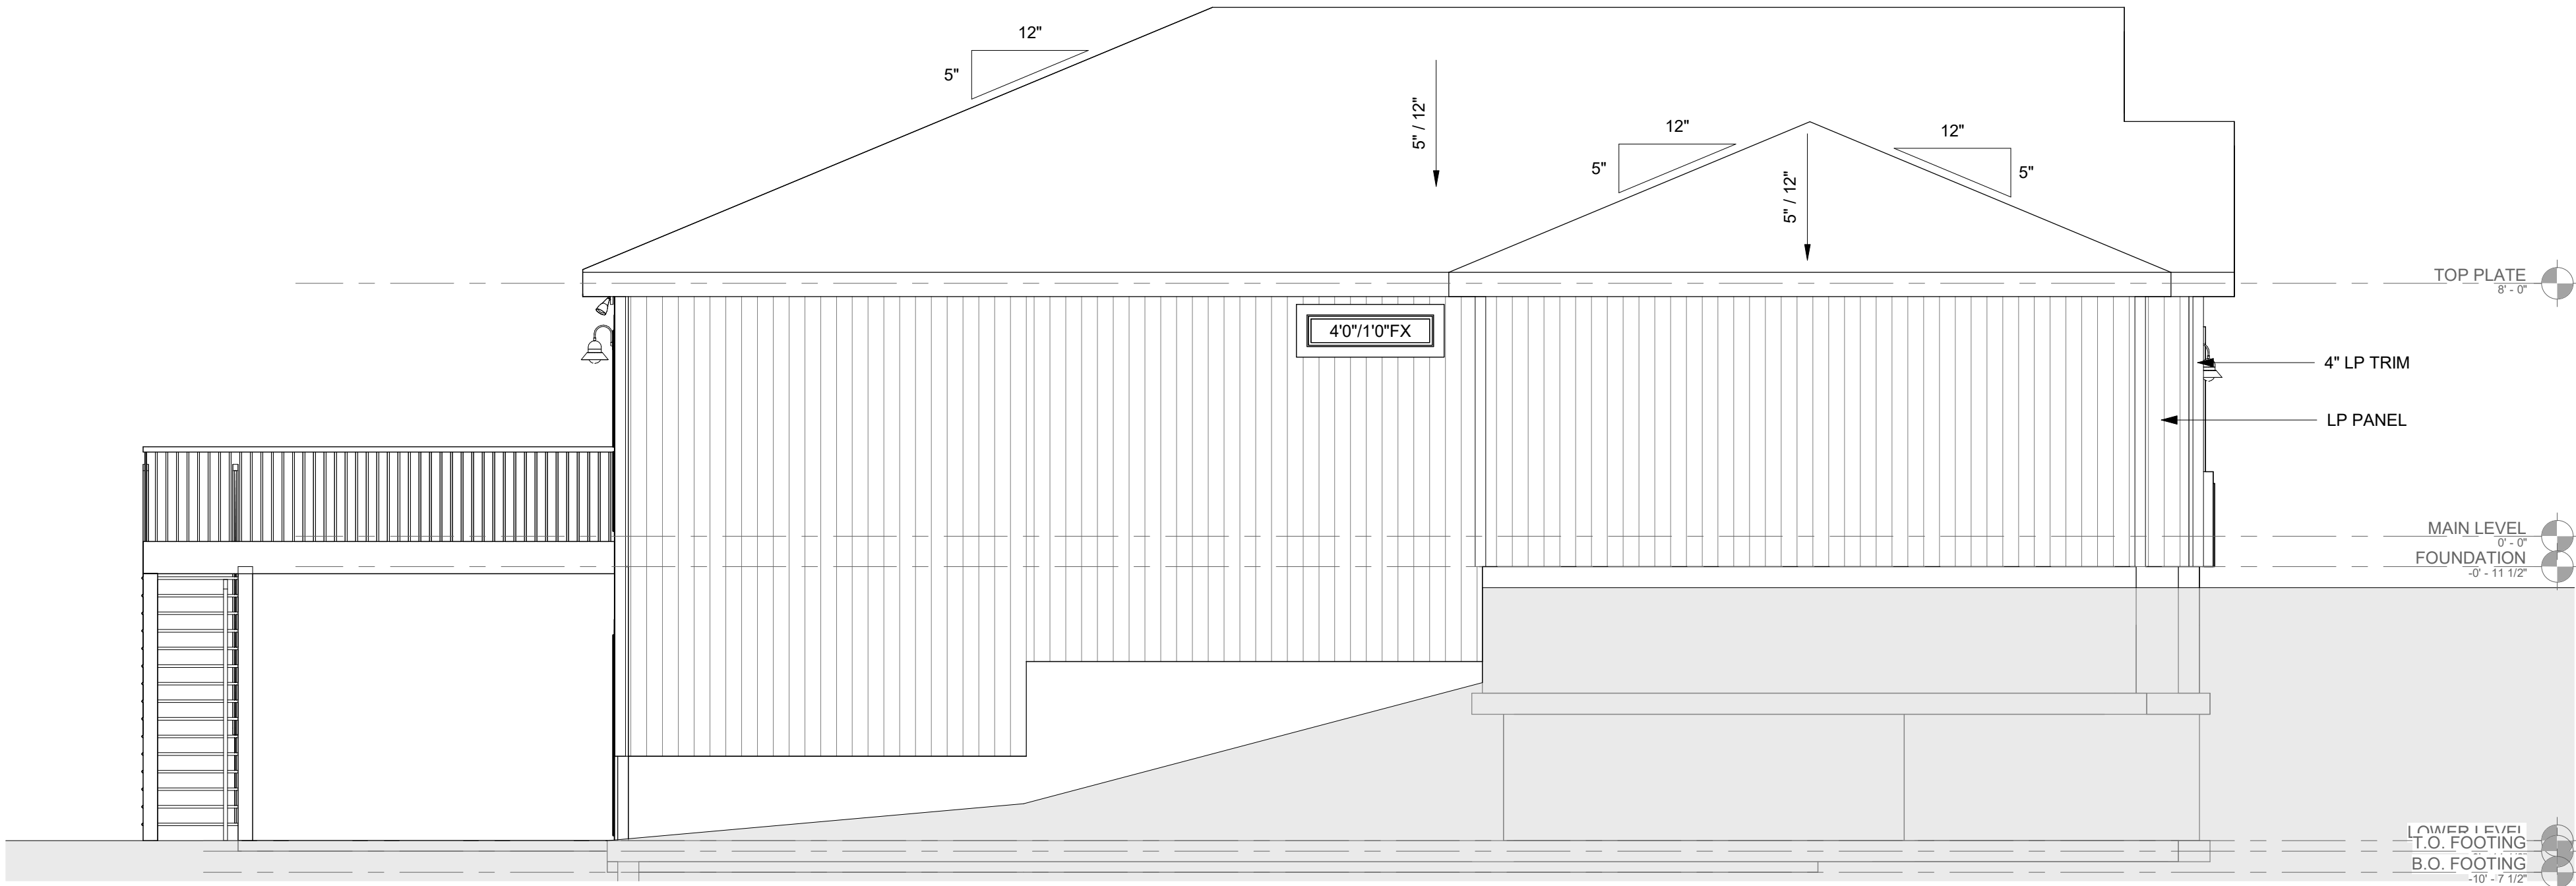 12"
5"
5" / 12"
12"
5"
12"
5"
5" / 12"
TOP PLATE
8' - 0"
4'0"/1'0"FX
4" LP TRIM
LP PANEL
MAIN LEVEL
0' - 0"
FOUNDATION
-0' - 11 1/2"
LOWER LEVEL
T.O. FOOTING
B.O. FOOTING
-10' - 7 1/2"